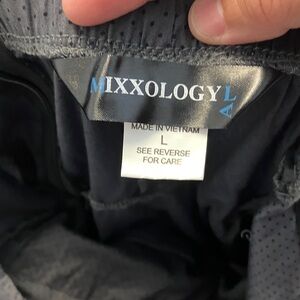 MIXXOLOGY LA
MADE IN VIETNAM
L
SEE REVERSE
FOR CARE